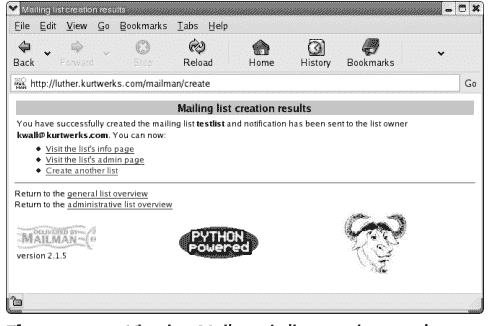 Mailing list creation results
File Edit View Go Bookmarks Tabs Help
Back Forward Stop Reload Home History Bookmarks
http://luther.kurtwerks.com/mailman/create Go
Mailing list creation results
You have successfully created the mailing list testlist and notification has been sent to the list owner
kwall@kurtwerks.com. You can now:
Visit the list's info page
Visit the list's admin page
Create another list
Return to the general list overview
Return to the administrative list overview
DELIVERED BY
MAILMAN
PYTHON
Powered
version 2.1.5